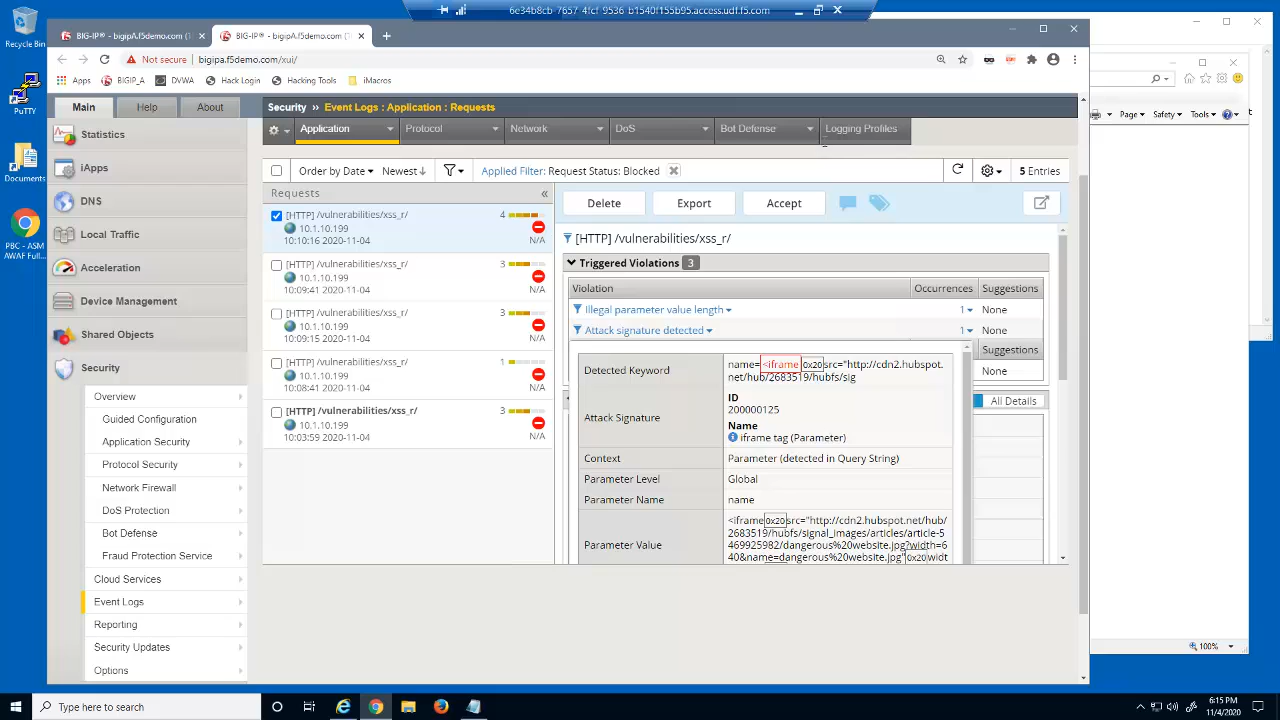 6e34b8cb-7657-4fcf-9536-b1540f155b95.access.udf.f5.com
Recycle Bin
PuTTY
Documents
PBC - ASM
AWAF Full...
BIG-IP® - bigipA.f5demo.com (1
BIG-IP® - bigipa.f5demo.com (1
Not secure
bigipa.f5demo.com/xui/
Apps
BIGIP_A
DVWA
Hack Login
Hacking Tools
iMacros
Main
Help
About
Security » Event Logs : Application : Requests
Statistics
iApps
DNS
Local Traffic
Acceleration
Device Management
Shared Objects
Security
Overview
Guided Configuration
Application Security
Protocol Security
Network Firewall
DoS Protection
Bot Defense
Fraud Protection Service
Cloud Services
Event Logs
Reporting
Security Updates
Options
Application
Protocol
Network
DoS
Bot Defense
Logging Profiles
Order by Date
Newest
Applied Filter: Request Status: Blocked
5 Entries
Requests
[HTTP] /vulnerabilities/xss_r/
4
10.1.10.199
10:10:16 2020-11-04
N/A
[HTTP] /vulnerabilities/xss_r/
3
10.1.10.199
10:09:41 2020-11-04
N/A
[HTTP] /vulnerabilities/xss_r/
3
10.1.10.199
10:09:15 2020-11-04
N/A
[HTTP] /vulnerabilities/xss_r/
1
10.1.10.199
10:08:41 2020-11-04
N/A
[HTTP] /vulnerabilities/xss_r/
3
10.1.10.199
10:03:59 2020-11-04
N/A
Delete
Export
Accept
[HTTP] /vulnerabilities/xss_r/
Triggered Violations 3
Violation
Occurrences
Suggestions
Illegal parameter value length
1
None
Attack signature detected
1
None
Suggestions
None
All Details
Detected Keyword
name=<iframe 0x20 src="http://cdn2.hubspot.
net/hub/2683519/hubfs/sig
Attack Signature
ID
200000125
Name
iframe tag (Parameter)
Context
Parameter (detected in Query String)
Parameter Level
Global
Parameter Name
name
Parameter Value
<iframe 0x20 src="http://cdn2.hubspot.net/hub/
2683519/hubfs/signal_images/articles/article-5
469925982/dangerous%20website.jpg?width=6
40&name=dangerous%20website.jpg" 0x20 widt
Page
Safety
Tools
100%
Type here to search
6:15 PM
11/4/2020